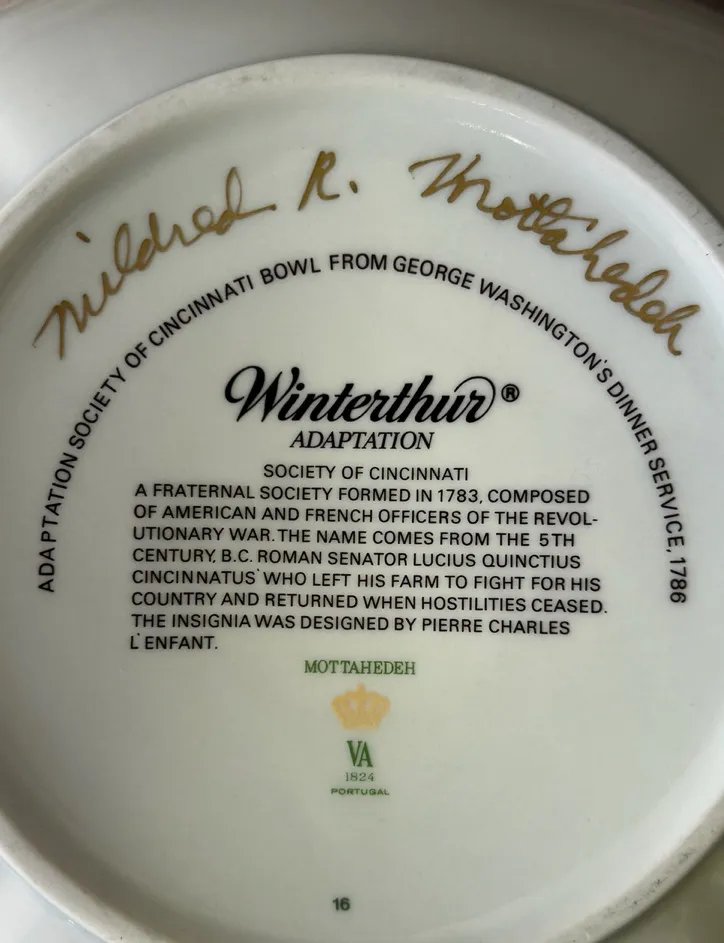 Mildred R. Mottahedeh
ADAPTATION SOCIETY OF CINCINNATI BOWL FROM GEORGE WASHINGTON'S DINNER SERVICE, 1786
Winterthur®
ADAPTATION
SOCIETY OF CINCINNATI
A FRATERNAL SOCIETY FORMED IN 1783, COMPOSED
OF AMERICAN AND FRENCH OFFICERS OF THE REVOL-
UTIONARY WAR. THE NAME COMES FROM THE 5TH
CENTURY, B.C. ROMAN SENATOR LUCIUS QUINCTIUS
CINCINNATUS' WHO LEFT HIS FARM TO FIGHT FOR HIS
COUNTRY AND RETURNED WHEN HOSTILITIES CEASED.
THE INSIGNIA WAS DESIGNED BY PIERRE CHARLES
L'ENFANT.
MOTTAHEDEH
VA
1824
PORTUGAL
16